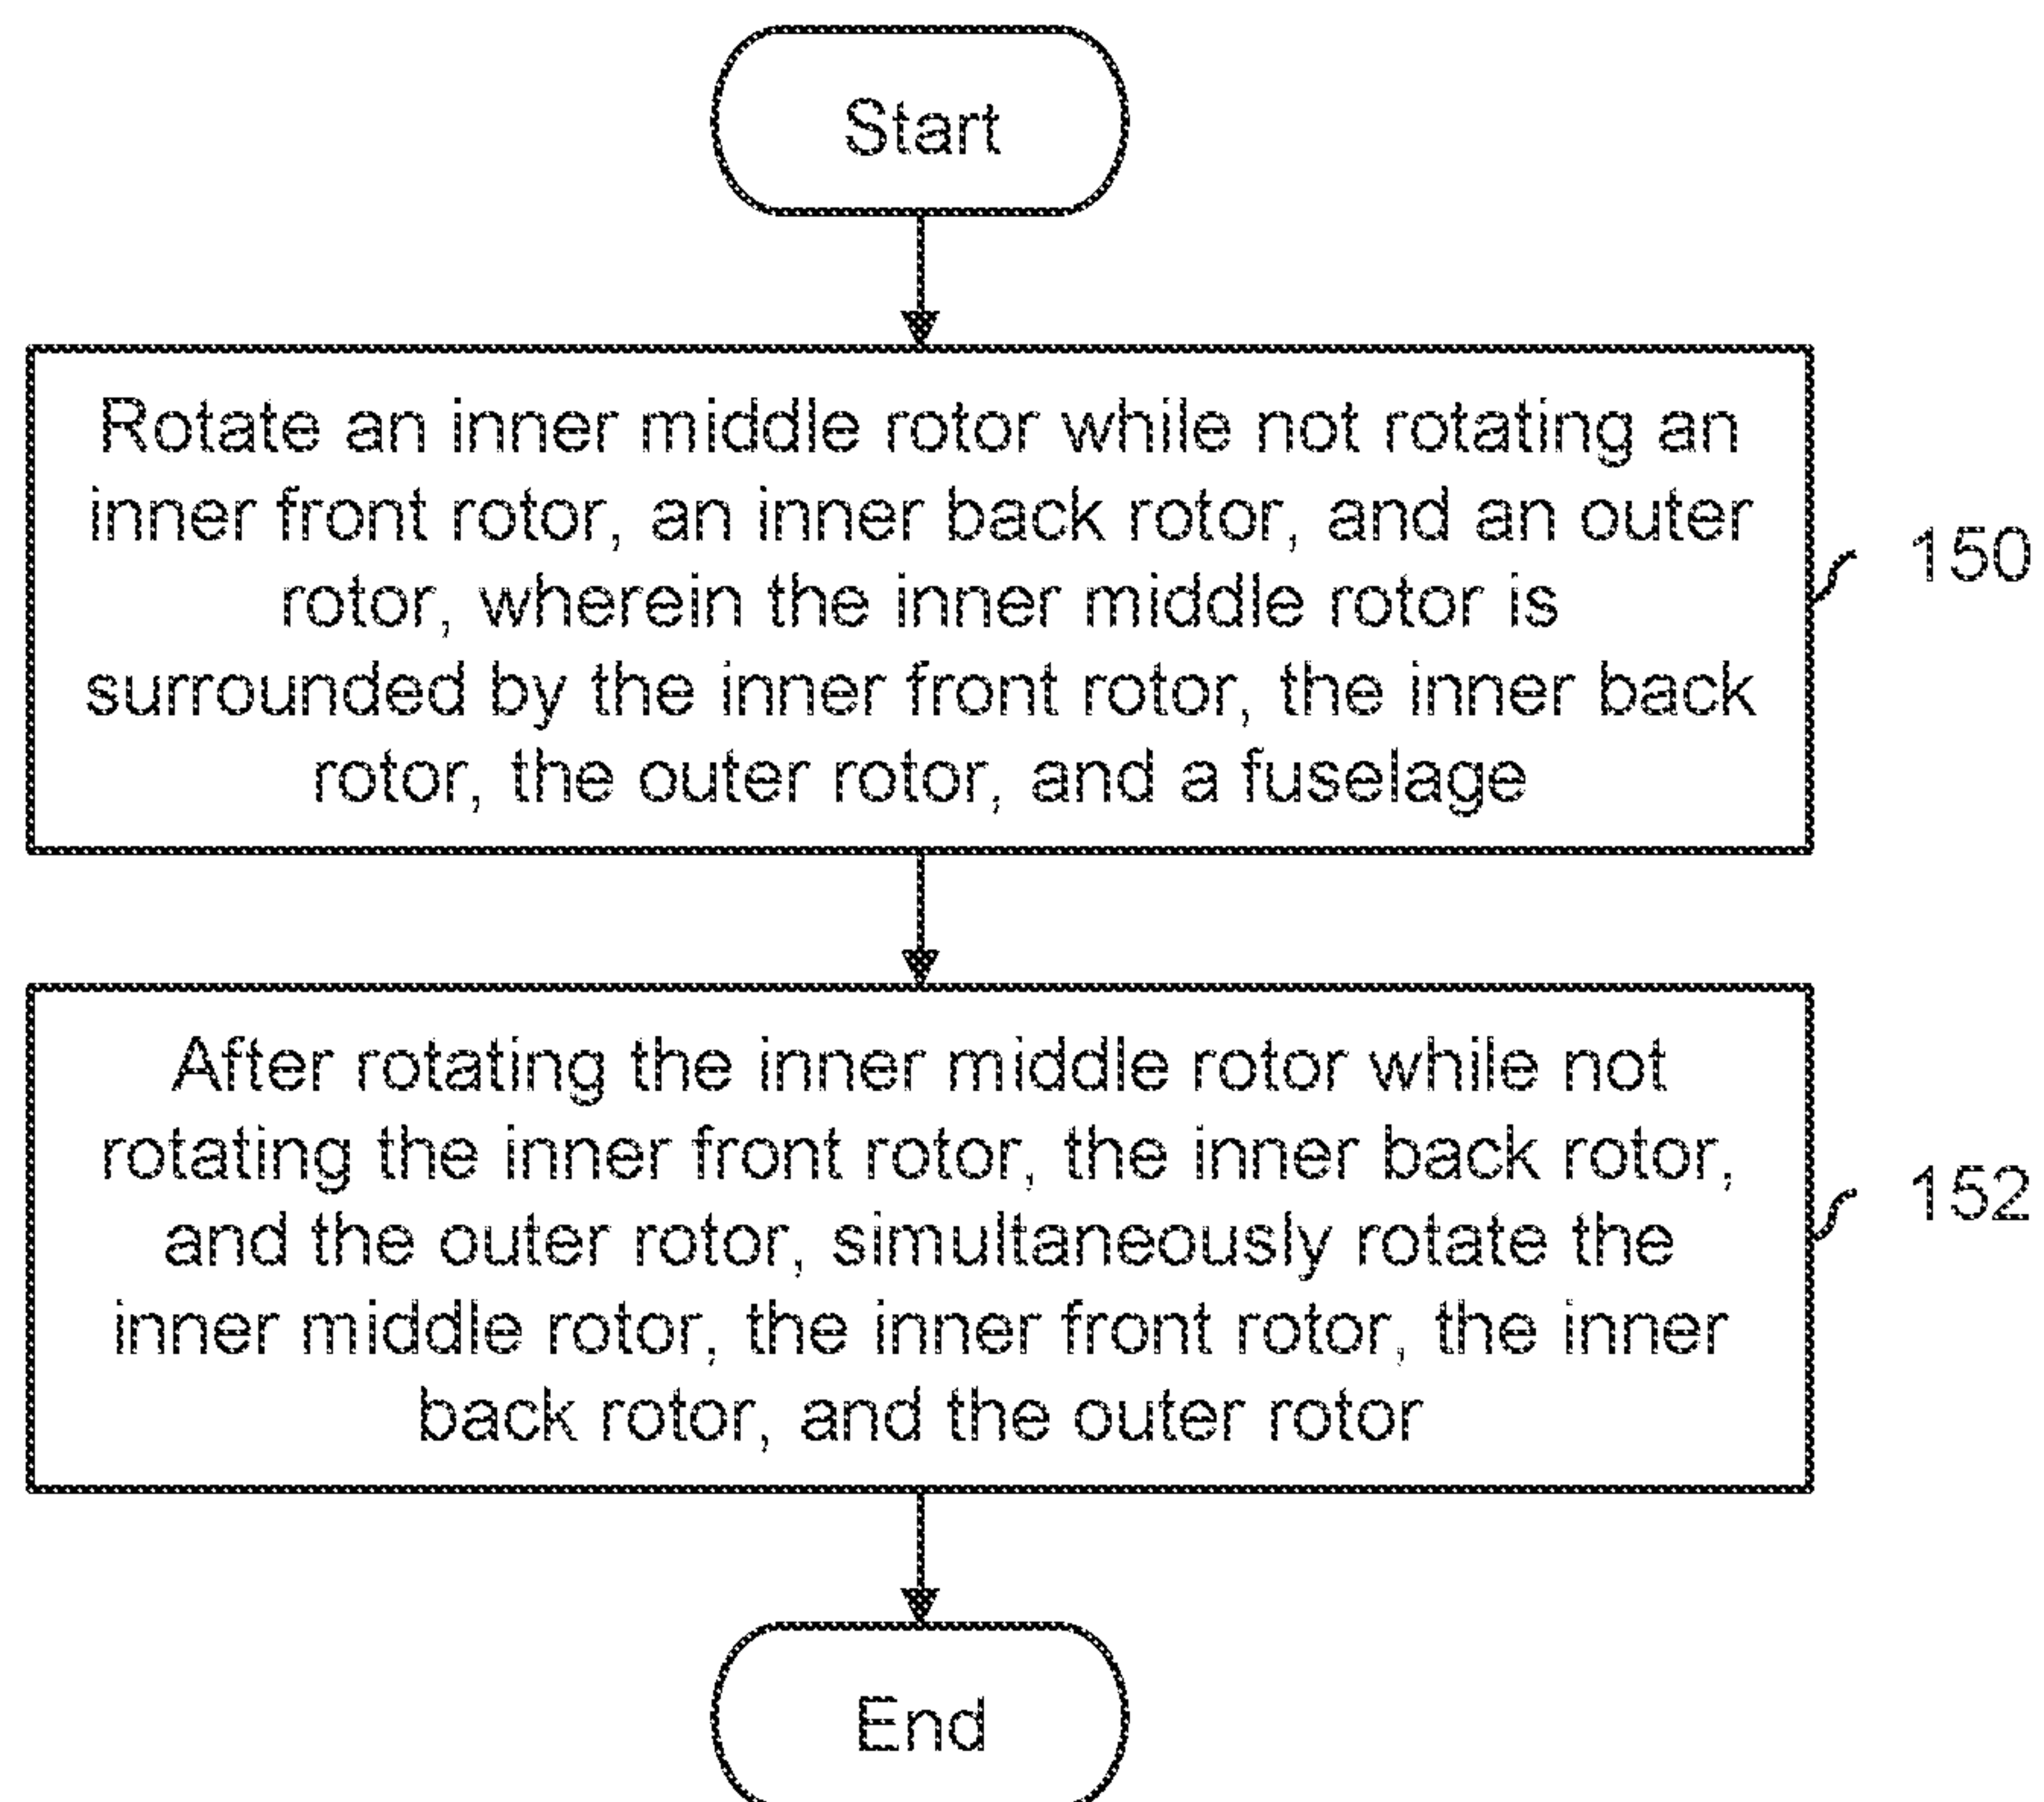 Start
Rotate an inner middle rotor while not rotating an
inner front rotor, an inner back rotor, and an outer
rotor, wherein the inner middle rotor is
surrounded by the inner front rotor, the inner back
rotor, the outer rotor, and a fuselage
150
After rotating the inner middle rotor while not
rotating the inner front rotor, the inner back rotor,
and the outer rotor, simultaneously rotate the
inner middle rotor, the inner front rotor, the inner
back rotor, and the outer rotor
152
End